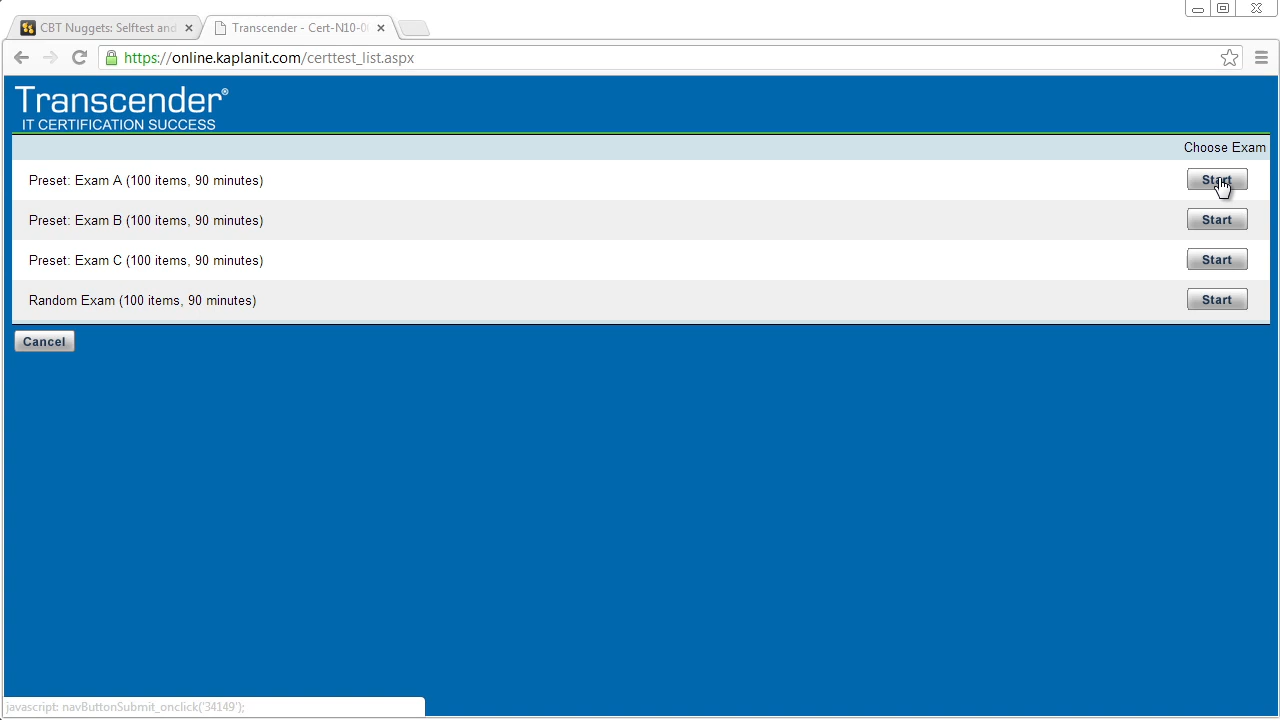 CBT Nuggets: Selftest and
Transcender - Cert-N10-0
https://online.kaplanit.com/certtest_list.aspx
Transcender®
IT CERTIFICATION SUCCESS
Choose Exam
Preset: Exam A (100 items, 90 minutes) Start
Preset: Exam B (100 items, 90 minutes) Start
Preset: Exam C (100 items, 90 minutes) Start
Random Exam (100 items, 90 minutes) Start
Cancel
javascript: navButtonSubmit_onclick('34149');